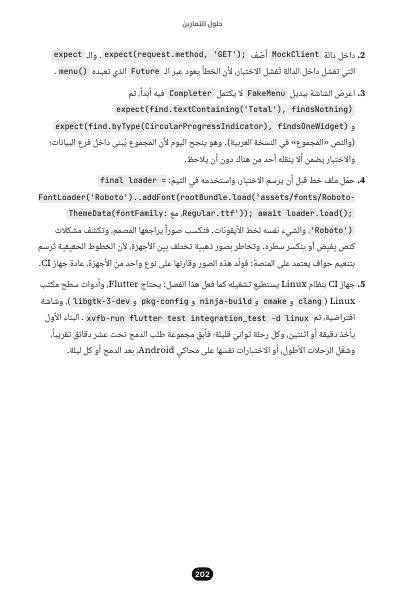 حلول التمارين
2. داخل دالة MockClient أضف expect(request.method, 'GET'); . والـ expect
التي تفشل داخل الدالة تُفشل الاختبار، لأن الخطأ يعود عبر الـ Future الذي تعيده menu() .
3. اعرض الشاشة ببديل FakeMenu لا يكتمل Completer فيه أبداً، ثم
expect(find.textContaining('Total'), findsNothing)
و expect(find.byType(CircularProgressIndicator), findsOneWidget)
(والنص «المجموع» في النسخة العربية). وهو ينجح اليوم لأن المجموع يُبنى داخل فرع البيانات؛
والاختبار يضمن ألا ينقله أحد من هناك دون أن يلاحظ.
4. حمّل ملف خط قبل أن يرسم الاختبار، واستخدمه في الثيم: final loader =
FontLoader('Roboto')..addFont(rootBundle.load('assets/fonts/Roboto-
Regular.ttf')); await loader.load(); مع ThemeData(fontFamily:
'Roboto') ، والشيء نفسه لخط الأيقونات. فتكسب صوراً يراجعها المصمم، وتكشف مشكلات
كنص يفيض أو ينكسر سطره. وتخاطر بصور ذهبية تختلف بين الأجهزة، لأن الخطوط الحقيقية تُرسم
بتنعيم حواف يعتمد على المنصة: فولّد هذه الصور وقارنها على نوع واحد من الأجهزة، عادة جهاز CI.
5. جهاز CI بنظام Linux يستطيع تشغيله كما فعل هذا الفصل: يحتاج Flutter، وأدوات سطح مكتب
Linux ( clang و cmake و ninja-build و pkg-config و libgtk-3-dev )، وشاشة
افتراضية، ثم xvfb-run flutter test integration_test -d linux . البناء الأول
يأخذ دقيقة أو اثنتين، وكل رحلة ثوانيَ قليلة؛ فأبقِ مجموعة طلب الدمج تحت عشر دقائق تقريباً،
وشغّل الرحلات الأطول، أو الاختبارات نفسها على محاكي Android، بعد الدمج أو كل ليلة.
202